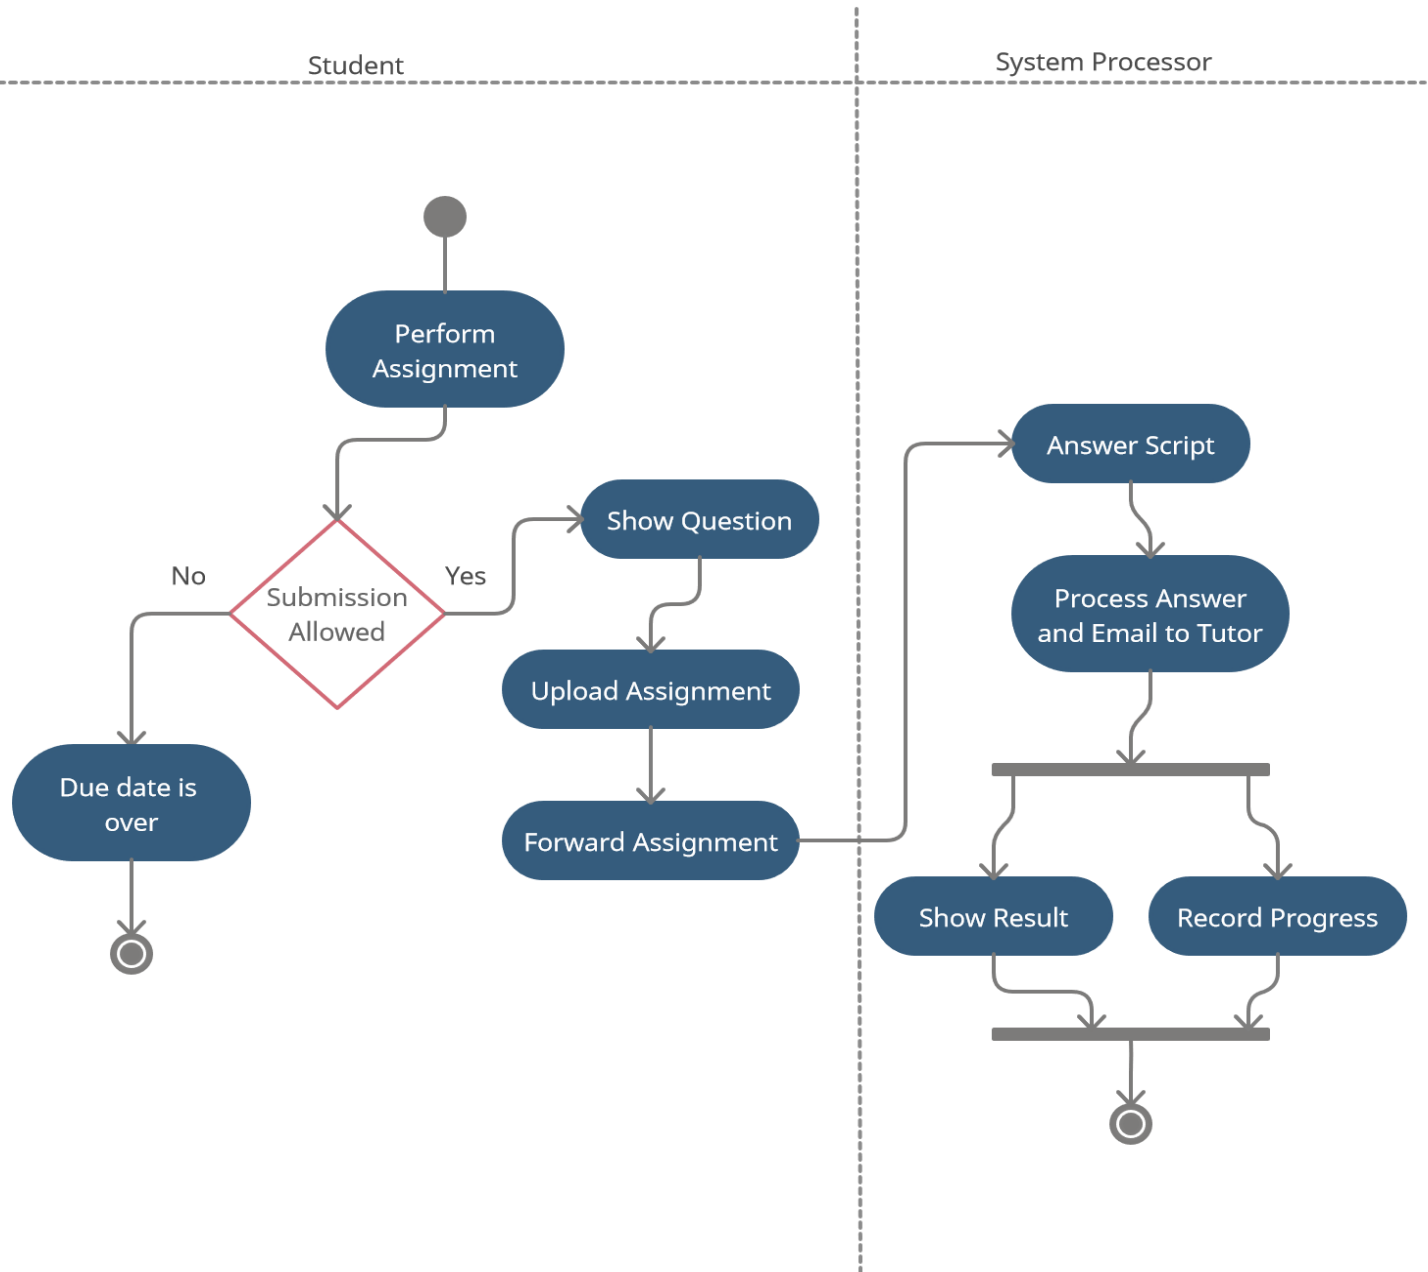 Student
System Processor
Perform
Assignment
No
Submission
Allowed
Yes
Show Question
Upload Assignment
Forward Assignment
Due date is
over
Answer Script
Process Answer
and Email to Tutor
Show Result
Record Progress